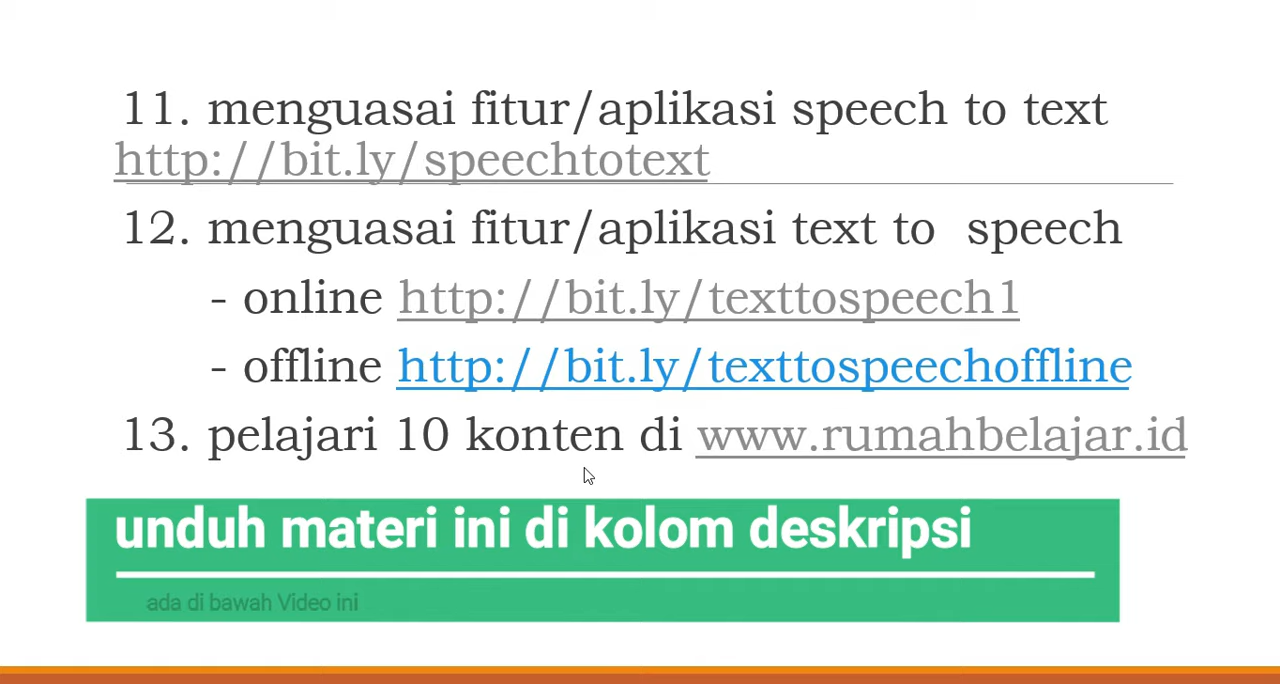 11. menguasai fitur/aplikasi speech to text
http://bit.ly/speechtotext
12. menguasai fitur/aplikasi text to speech
- online http://bit.ly/texttospeech1
- offline http://bit.ly/texttospeechoffline
13. pelajari 10 konten di www.rumahbelajar.id
unduh materi ini di kolom deskripsi
ada di bawah Video ini